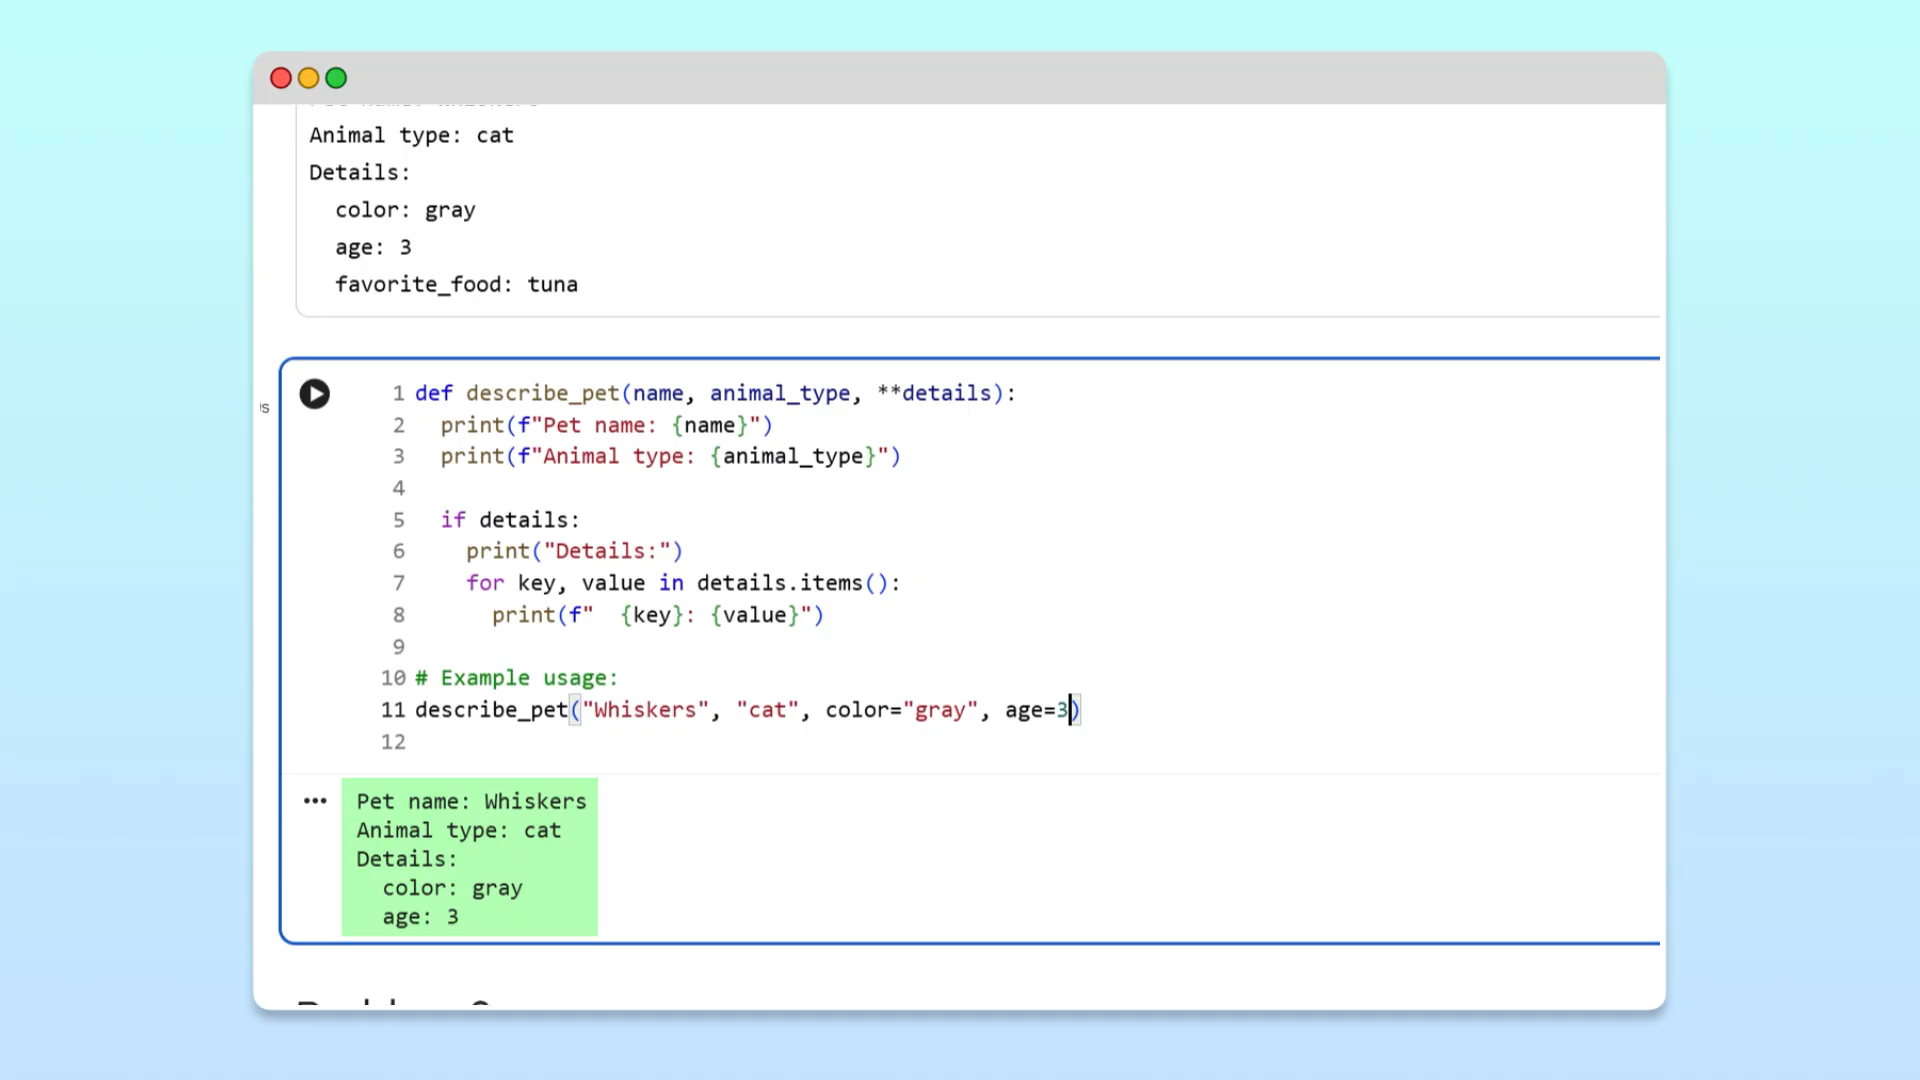 Animal type: cat
Details:
  color: gray
  age: 3
  favorite_food: tuna
1 def describe_pet(name, animal_type, **details):
2   print(f"Pet name: {name}")
3   print(f"Animal type: {animal_type}")
4
5   if details:
6     print("Details:")
7     for key, value in details.items():
8       print(f"  {key}: {value}")
9
10 # Example usage:
11 describe_pet("Whiskers", "cat", color="gray", age=3)
12
Pet name: Whiskers
Animal type: cat
Details:
  color: gray
  age: 3